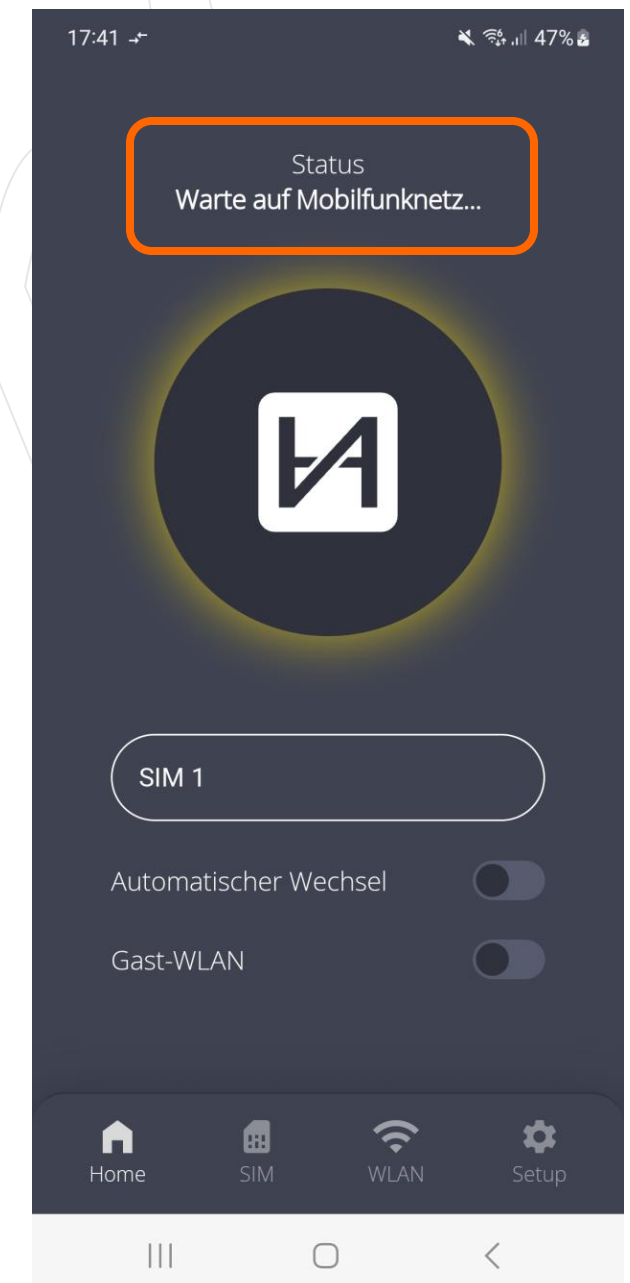 17:41 47%
Status
Warte auf Mobilfunknetz...
SIM 1
Automatischer Wechsel
Gast-WLAN
Home SIM WLAN Setup